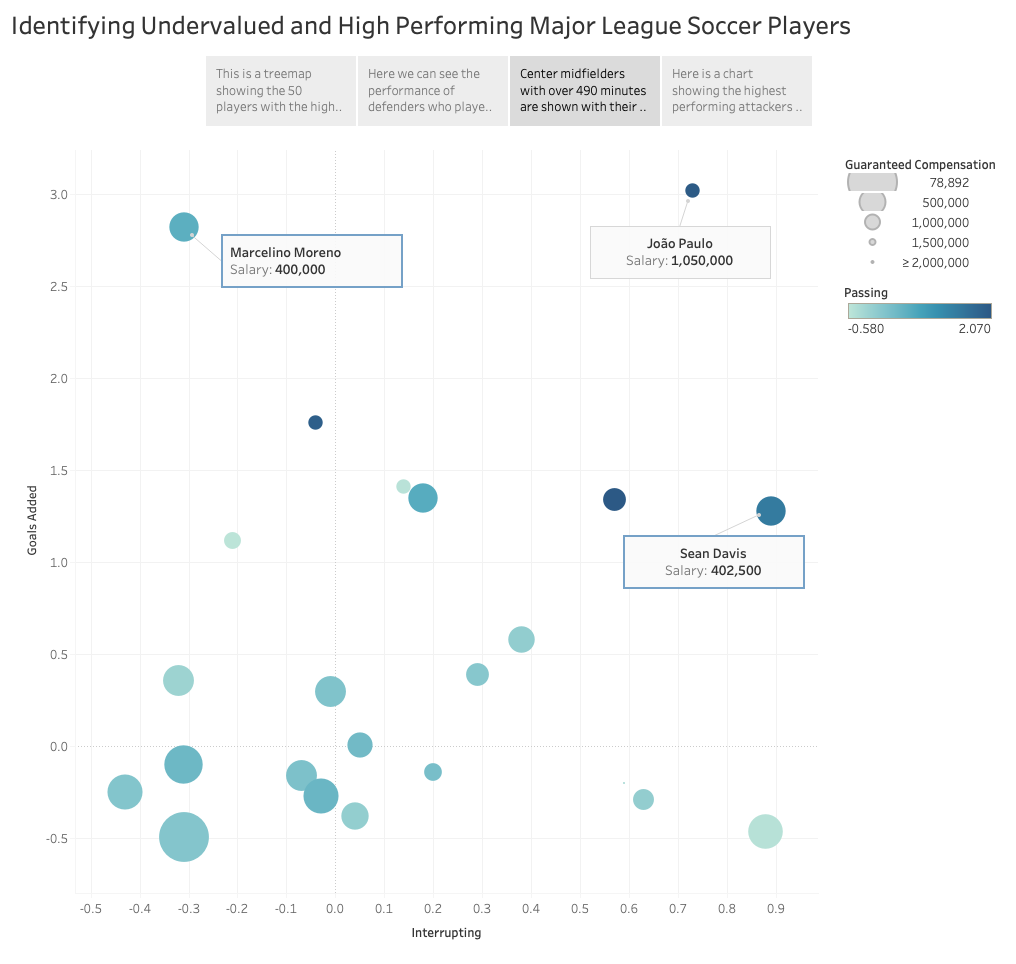 Identifying Undervalued and High Performing Major League Soccer Players
This is a treemap
showing the 50
players with the high..
Here we can see the
performance of
defenders who playe..
Center midfielders
with over 490 minutes
are shown with their ..
Here is a chart
showing the highest
performing attackers ..
Guaranteed Compensation
78,892
500,000
1,000,000
1,500,000
≥ 2,000,000
Passing
-0.580 2.070
Goals Added
3.0
2.5
2.0
1.5
1.0
0.5
0.0
-0.5
Marcelino Moreno
Salary: 400,000
João Paulo
Salary: 1,050,000
Sean Davis
Salary: 402,500
-0.5 -0.4 -0.3 -0.2 -0.1 0.0 0.1 0.2 0.3 0.4 0.5 0.6 0.7 0.8 0.9
Interrupting